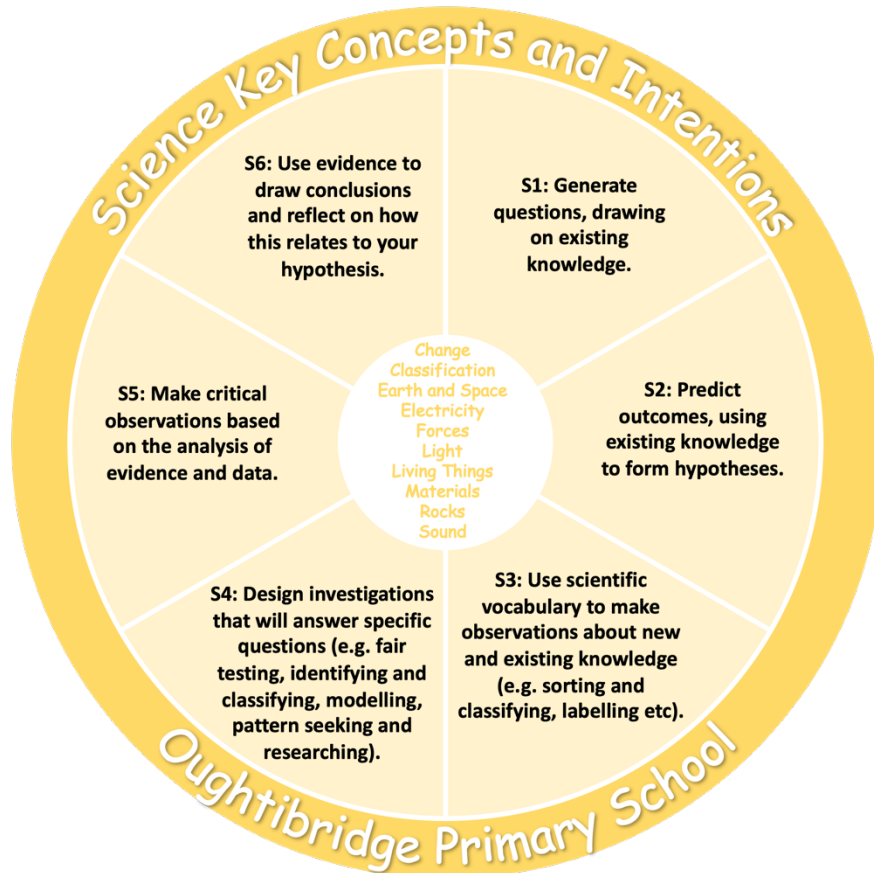 Science Key Concepts and Intentions
S1: Generate
questions, drawing
on existing
knowledge.
S2: Predict
outcomes, using
existing knowledge
to form hypotheses.
S3: Use scientific
vocabulary to make
observations about new
and existing knowledge
(e.g. sorting and
classifying, labelling etc).
S4: Design investigations
that will answer specific
questions (e.g. fair
testing, identifying and
classifying, modelling,
pattern seeking and
researching).
S5: Make critical
observations based
on the analysis of
evidence and data.
S6: Use evidence to
draw conclusions
and reflect on how
this relates to your
hypothesis.
Change
Classification
Earth and Space
Electricity
Forces
Light
Living Things
Materials
Rocks
Sound
Oughtibridge Primary School